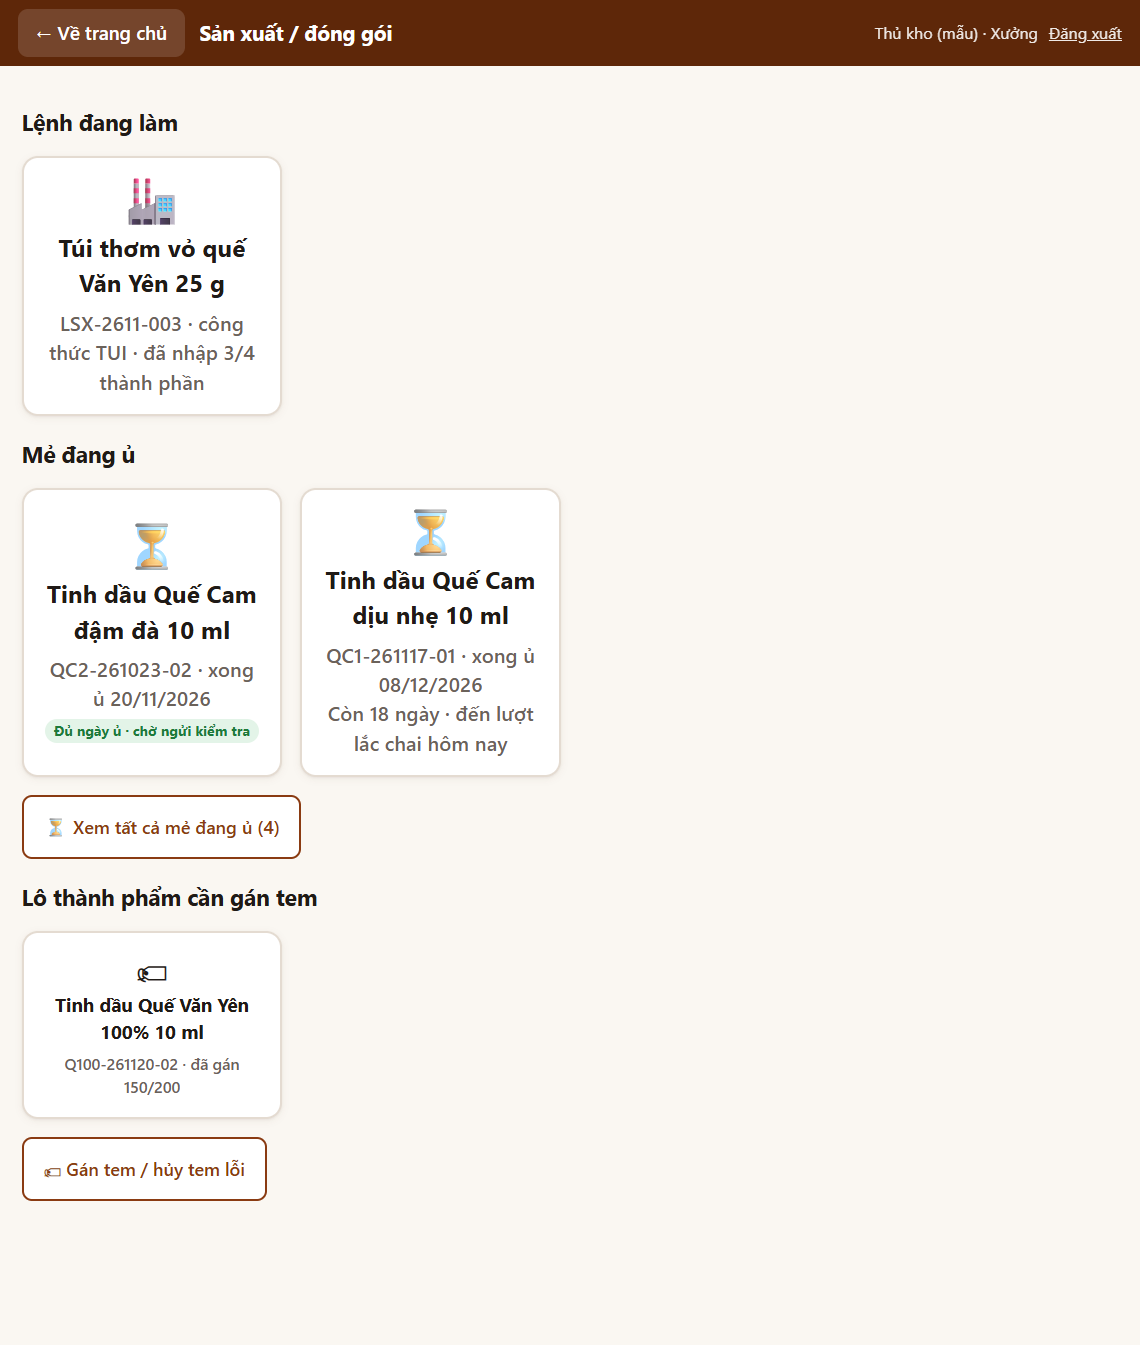 ← Về trang chủ
Sản xuất / đóng gói
Thủ kho (mẫu) · Xưởng Đăng xuất
Lệnh đang làm
Túi thơm vỏ quế
Văn Yên 25 g
LSX-2611-003 · công
thức TUI · đã nhập 3/4
thành phần
Mẻ đang ủ
Tinh dầu Quế Cam
đậm đà 10 ml
QC2-261023-02 · xong
ủ 20/11/2026
Đủ ngày ủ · chờ ngửi kiểm tra
Tinh dầu Quế Cam
dịu nhẹ 10 ml
QC1-261117-01 · xong ủ
08/12/2026
Còn 18 ngày · đến lượt
lắc chai hôm nay
Xem tất cả mẻ đang ủ (4)
Lô thành phẩm cần gán tem
Tinh dầu Quế Văn Yên
100% 10 ml
Q100-261120-02 · đã gán
150/200
Gán tem / hủy tem lỗi